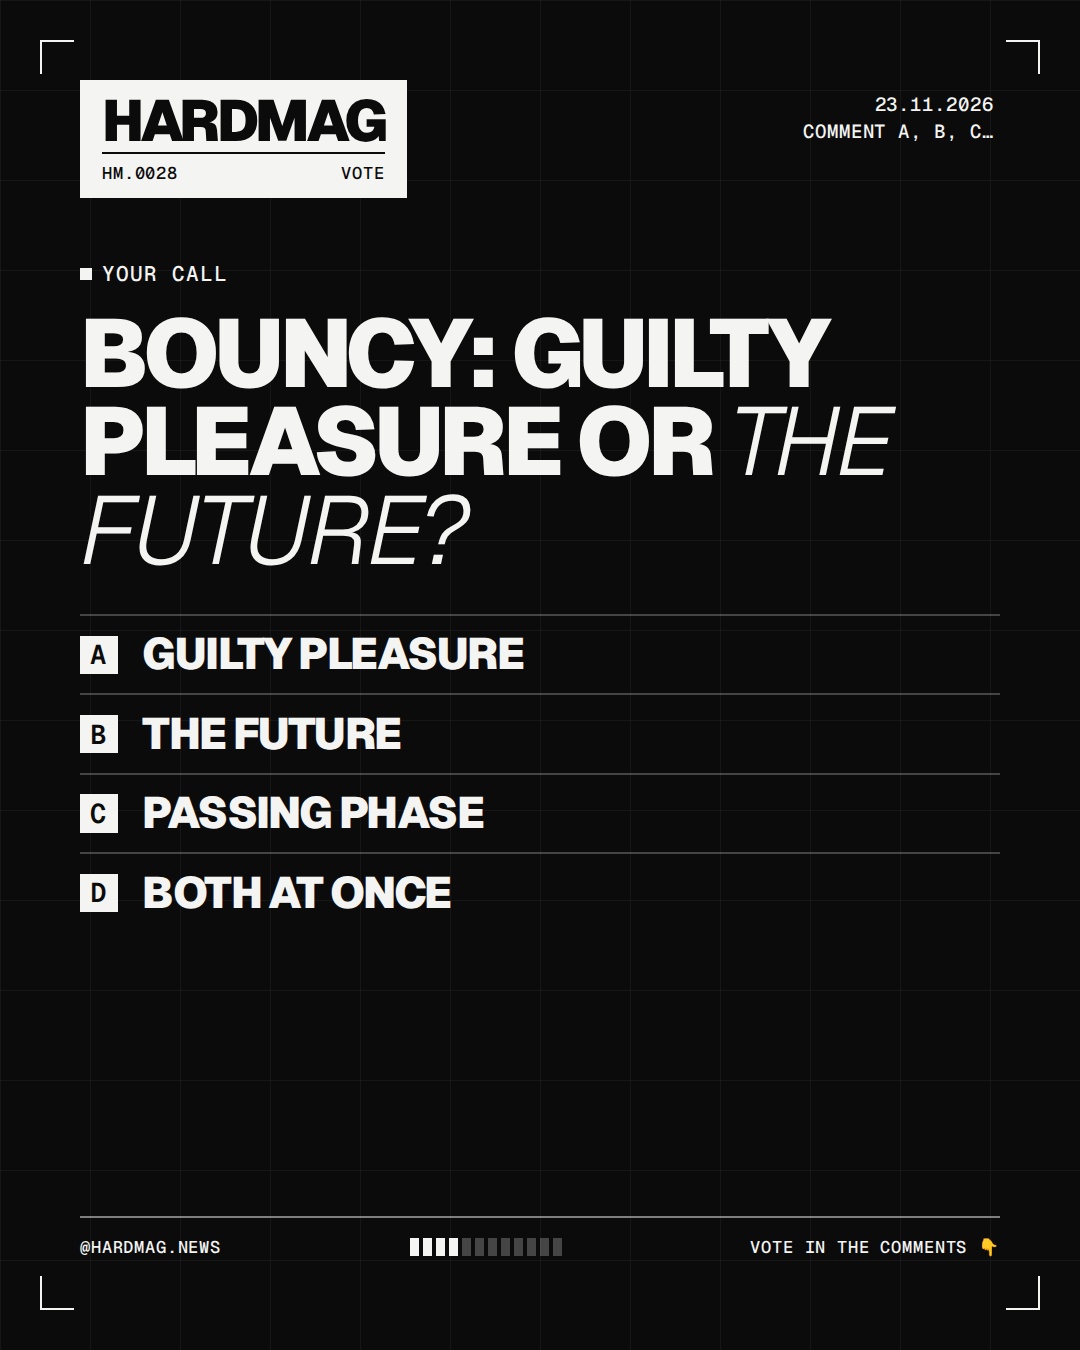 HARDMAG
HM.0028 VOTE
23.11.2026
COMMENT A, B, C…
YOUR CALL
BOUNCY: GUILTY
PLEASURE OR THE
FUTURE?
A GUILTY PLEASURE
B THE FUTURE
C PASSING PHASE
D BOTH AT ONCE
@HARDMAG.NEWS
VOTE IN THE COMMENTS 👇